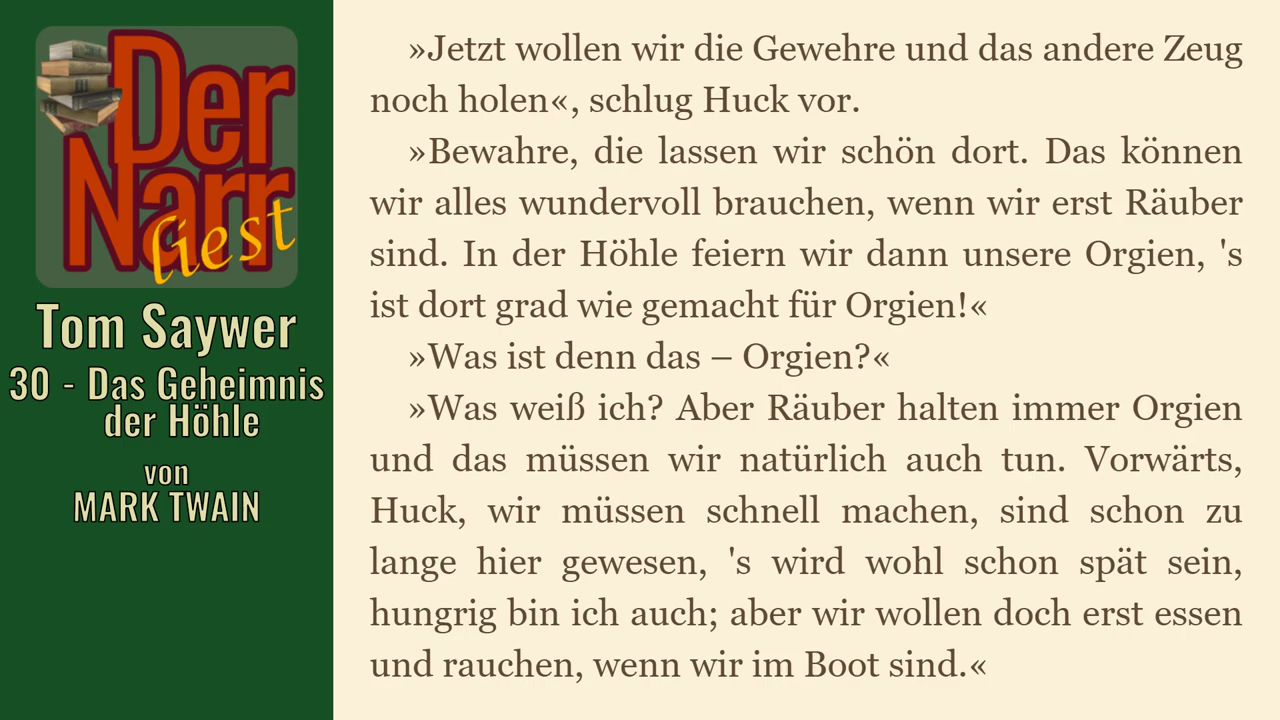 Der
Narr
liest
Tom Saywer
30 - Das Geheimnis
der Höhle
von
MARK TWAIN
»Jetzt wollen wir die Gewehre und das andere Zeug
noch holen«, schlug Huck vor.
»Bewahre, die lassen wir schön dort. Das können
wir alles wundervoll brauchen, wenn wir erst Räuber
sind. In der Höhle feiern wir dann unsere Orgien, 's
ist dort grad wie gemacht für Orgien!«
»Was ist denn das – Orgien?«
»Was weiß ich? Aber Räuber halten immer Orgien
und das müssen wir natürlich auch tun. Vorwärts,
Huck, wir müssen schnell machen, sind schon zu
lange hier gewesen, 's wird wohl schon spät sein,
hungrig bin ich auch; aber wir wollen doch erst essen
und rauchen, wenn wir im Boot sind.«